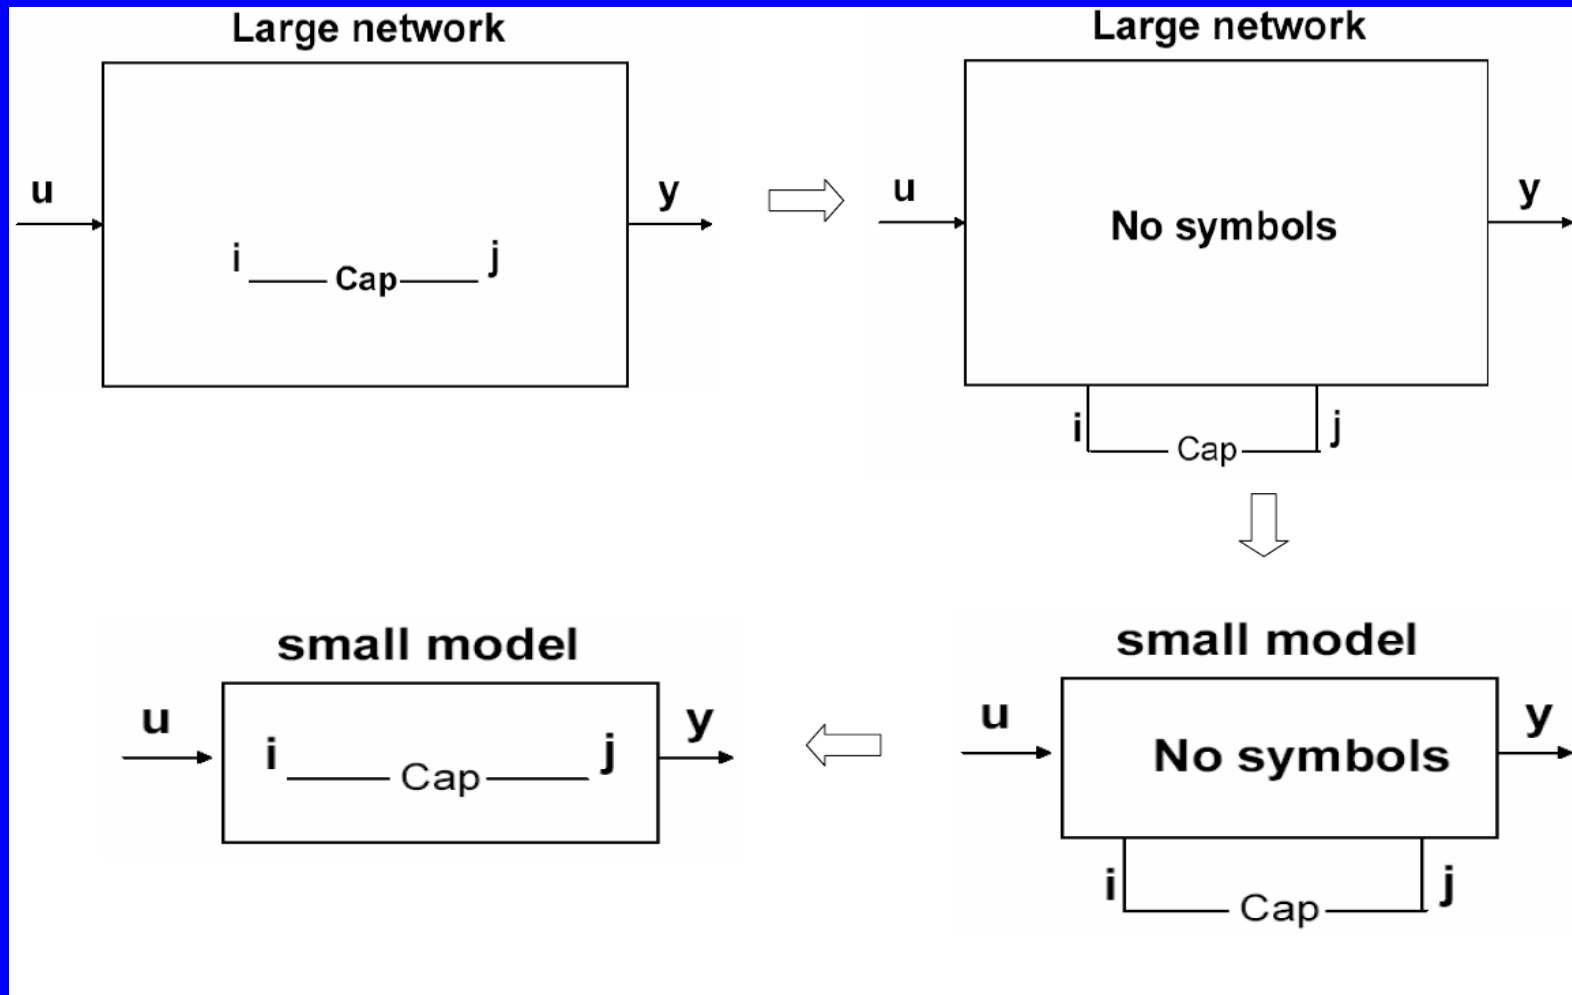 Large network
u
y
i Cap j
Large network
u
y
No symbols
i Cap j
small model
u
y
i Cap j
small model
u
y
No symbols
i Cap j